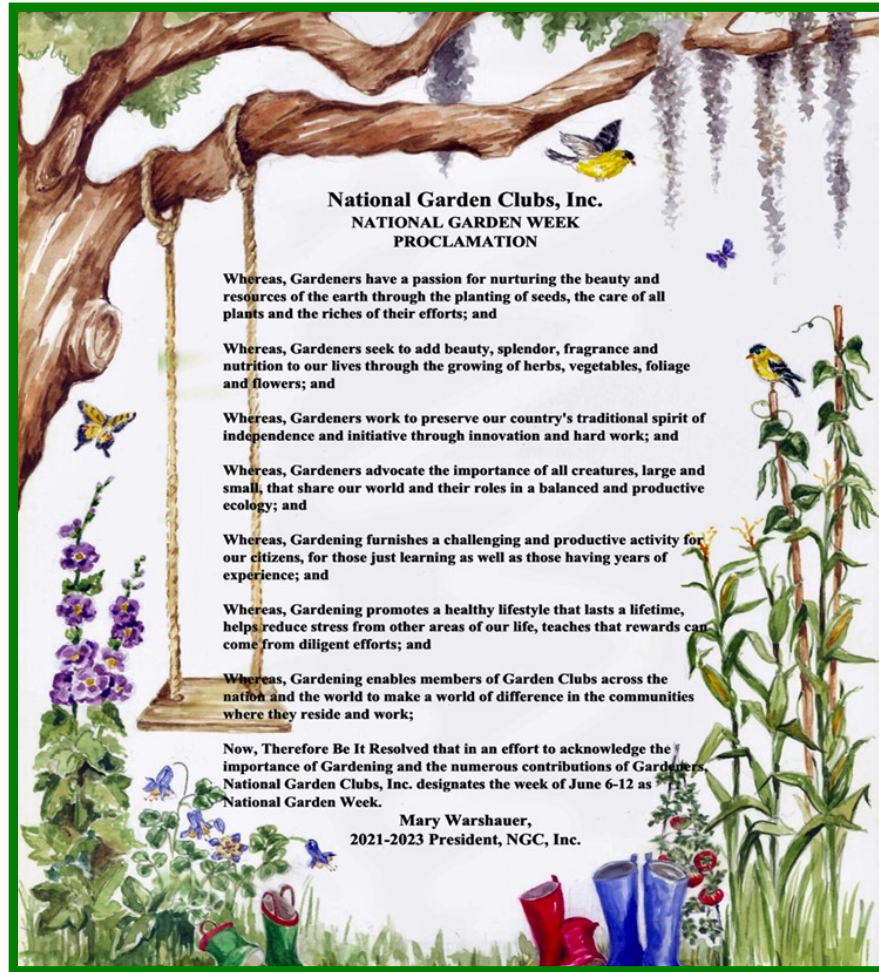 National Garden Clubs, Inc.
NATIONAL GARDEN WEEK
PROCLAMATION
Whereas, Gardeners have a passion for nurturing the beauty and
resources of the earth through the planting of seeds, the care of all
plants and the riches of their efforts; and
Whereas, Gardeners seek to add beauty, splendor, fragrance and
nutrition to our lives through the growing of herbs, vegetables, foliage
and flowers; and
Whereas, Gardeners work to preserve our country's traditional spirit of
independence and initiative through innovation and hard work; and
Whereas, Gardeners advocate the importance of all creatures, large and
small, that share our world and their roles in a balanced and productive
ecology; and
Whereas, Gardening furnishes a challenging and productive activity for
our citizens, for those just learning as well as those having years of
experience; and
Whereas, Gardening promotes a healthy lifestyle that lasts a lifetime,
helps reduce stress from other areas of our life, teaches that rewards can
come from diligent efforts; and
Whereas, Gardening enables members of Garden Clubs across the
nation and the world to make a world of difference in the communities
where they reside and work;
Now, Therefore Be It Resolved that in an effort to acknowledge the
importance of Gardening and the numerous contributions of Gardeners,
National Garden Clubs, Inc. designates the week of June 6-12 as
National Garden Week.
Mary Warshauer,
2021-2023 President, NGC, Inc.